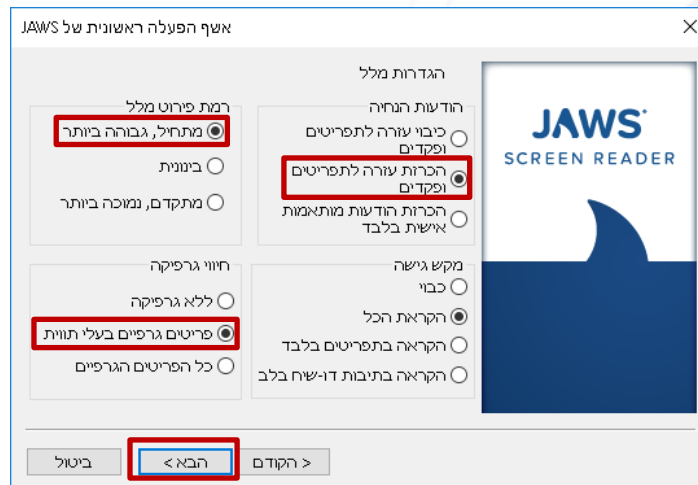 אשף הפעלה ראשונית של JAWS
JAWS
SCREEN READER
הגדרות מלל
הודעות הנחיה
כיבוי עזרה לתפריטים
ופקדים
הכרזת עזרה לתפריטים
ופקדים
הכרזת הודעות מותאמות
אישית בלבד
רמת פירוט מלל
מתחיל, גבוהה ביותר
בינונית
מתקדם, נמוכה ביותר
מקש גישה
כבוי
הקראת הכל
הקראה בתפריטים בלבד
הקראה בתיבות דו-שיח בלב
חיווי גרפיקה
ללא גרפיקה
פריטים גרפיים בעלי תווית
כל הפריטים הגרפיים
< הקודם
הבא >
ביטול